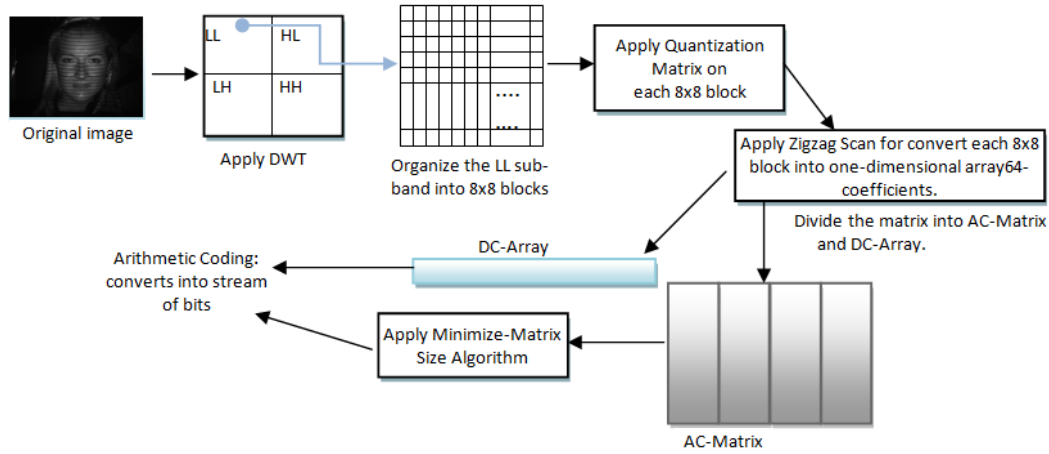 Original image
LL
HL
LH
HH
Apply DWT
Organize the LL sub-
band into 8x8 blocks
Apply Quantization
Matrix on
each 8x8 block
Apply Zigzag Scan for convert each 8x8
block into one-dimensional array64-
coefficients.
Divide the matrix into AC-Matrix
and DC-Array.
DC-Array
Arithmetic Coding:
converts into stream
of bits
Apply Minimize-Matrix
Size Algorithm
AC-Matrix